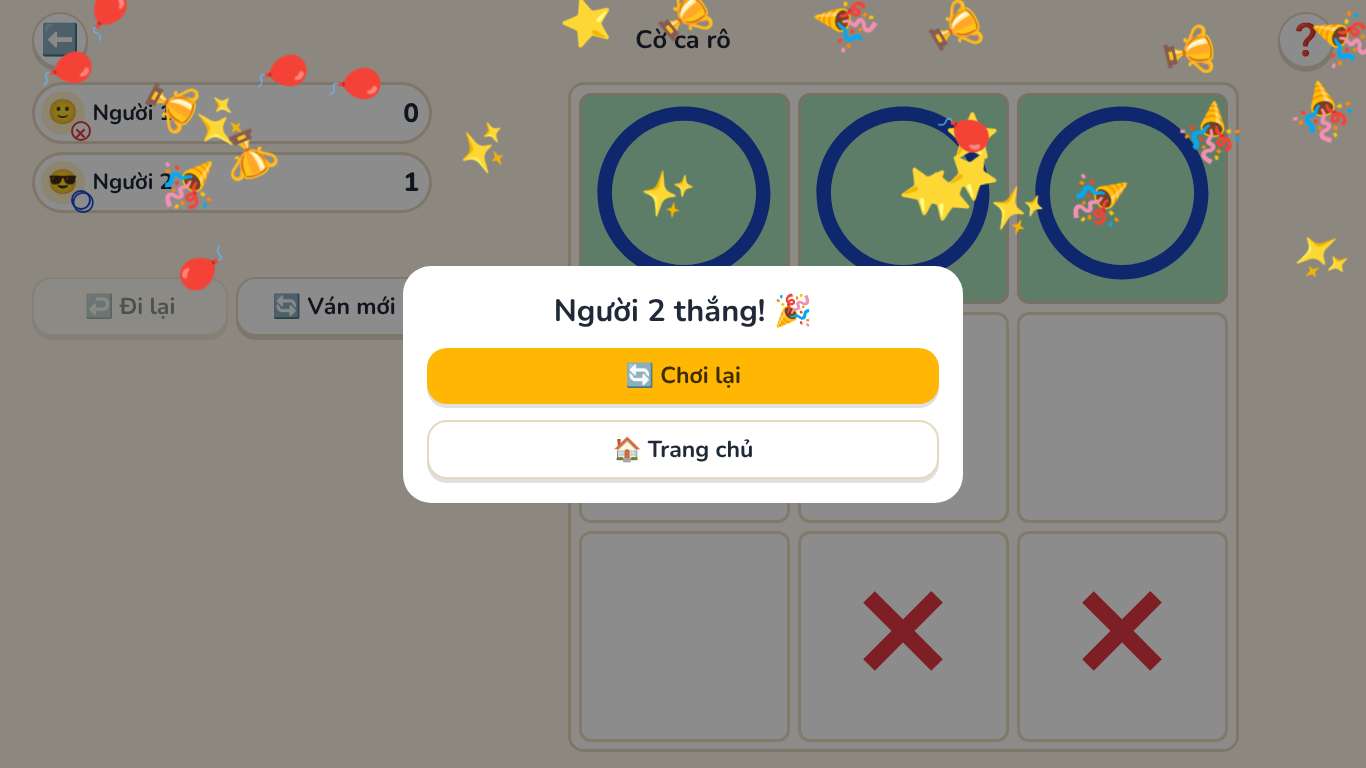 Cờ ca rô
Người 1
0
Người 2
1
Đi lại
Ván mới
Người 2 thắng!
Chơi lại
Trang chủ